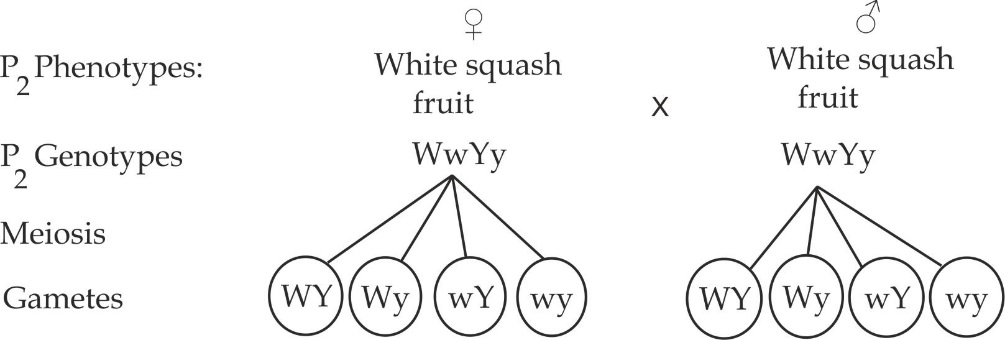 ♀ ♂
P2 Phenotypes: White squash fruit x White squash fruit
P2 Genotypes WwYy WwYy
Meiosis
Gametes WY Wy wY wy WY Wy wY wy